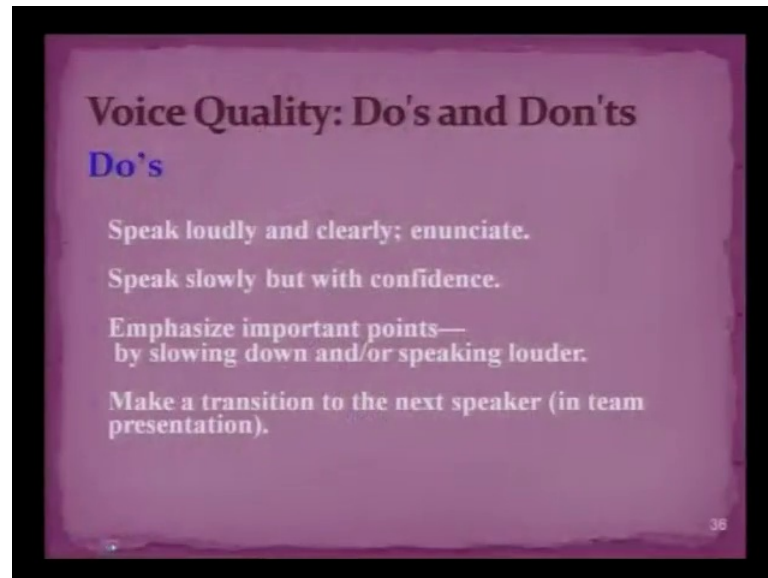 Voice Quality: Do's and Don'ts
Do's
Speak loudly and clearly; enunciate.
Speak slowly but with confidence.
Emphasize important points—
by slowing down and/or speaking louder.
Make a transition to the next speaker (in team
presentation).
36